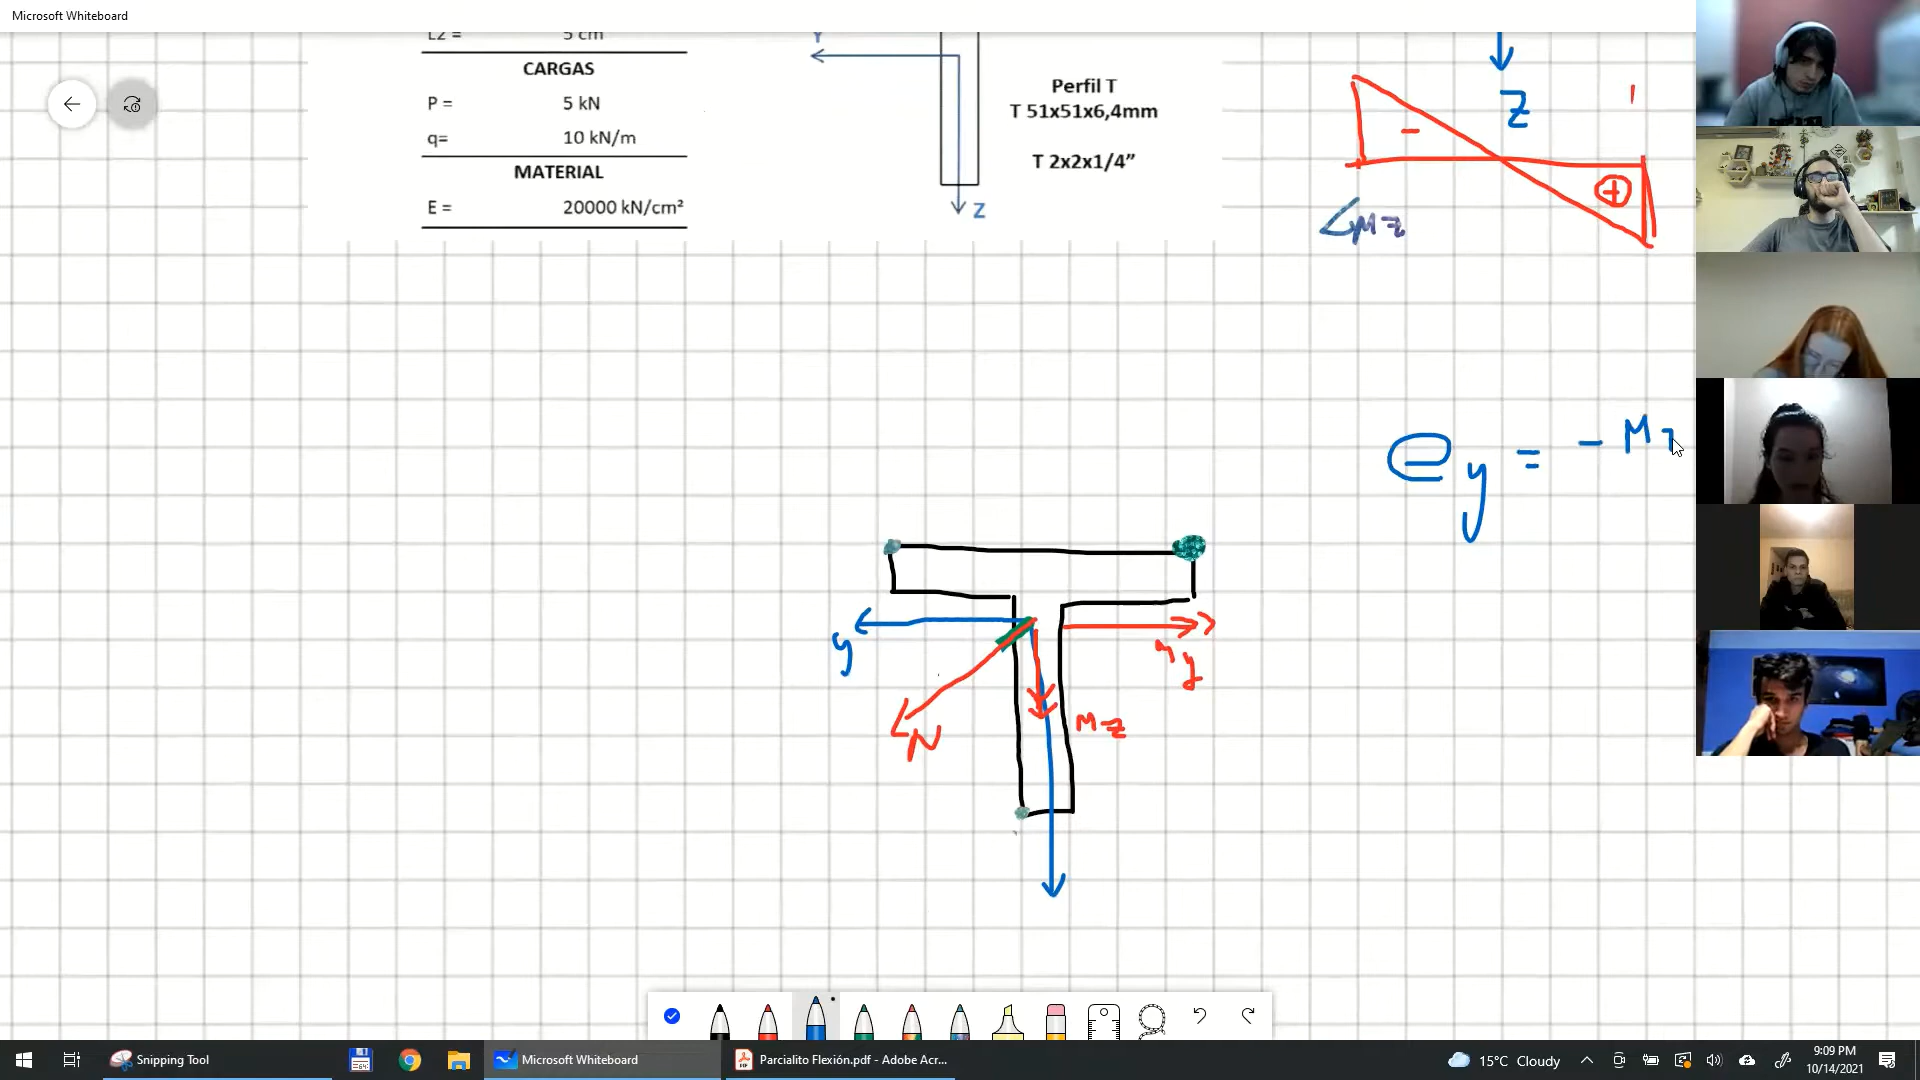 Microsoft Whiteboard
L2 = 5 cm
CARGAS
P = 5 kN
q= 10 kN/m
MATERIAL
E = 20000 kN/cm²
Y
Z
Perfil T
T 51x51x6,4mm
T 2x2x1/4”
Z
-
+
Mz
ey = - Mz
y
My
N
Mz
Snipping Tool
Microsoft Whiteboard
Parcialito Flexión.pdf - Adobe Acr...
15°C Cloudy
9:09 PM
10/14/2021